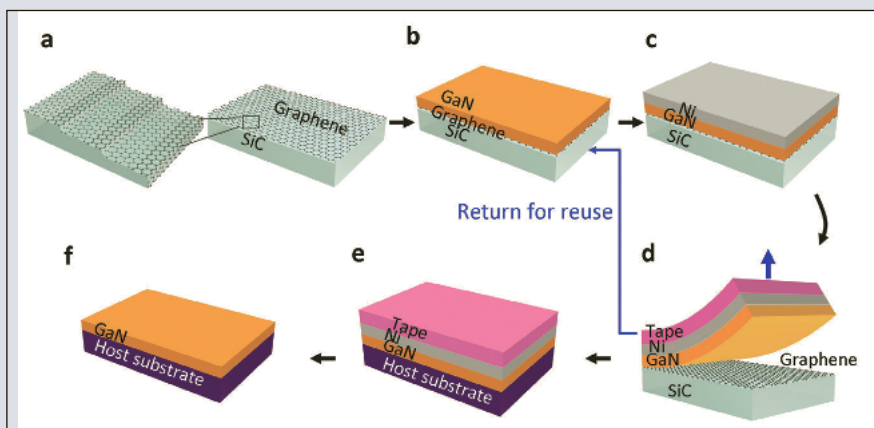 a
Graphene
SiC
b
GaN
Graphene
SiC
c
Ni
GaN
SiC
Return for reuse
d
Tape
Ni
GaN
Graphene
SiC
e
Tape
Ni
GaN
Host substrate
f
GaN
Host substrate